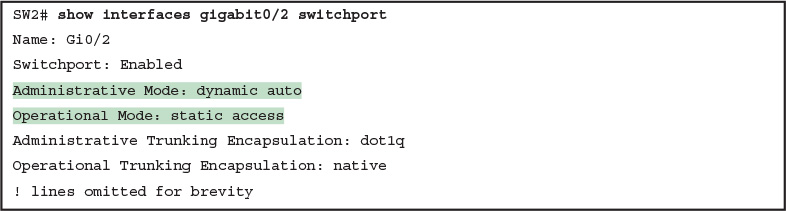 SW2# show interfaces gigabit0/2 switchport
Name: Gi0/2
Switchport: Enabled
Administrative Mode: dynamic auto
Operational Mode: static access
Administrative Trunking Encapsulation: dot1q
Operational Trunking Encapsulation: native
! lines omitted for brevity